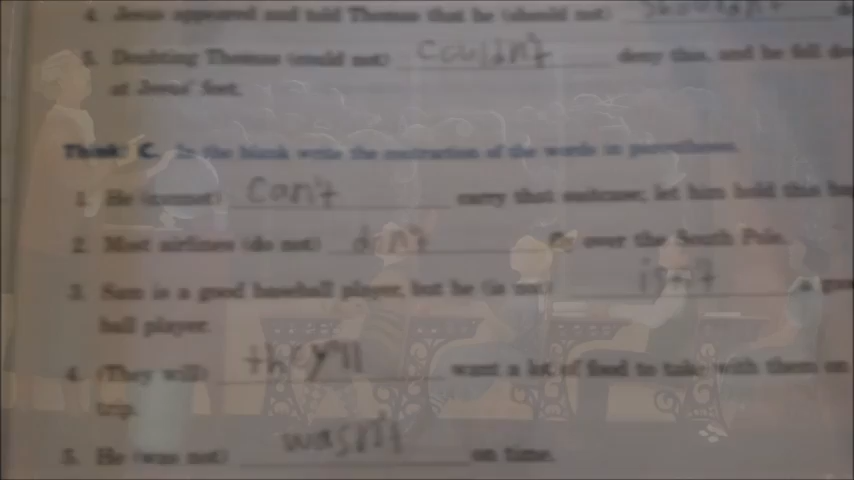 4. Jesus appeared and told Thomas that he (should not) shouldn't
5. Doubting Thomas (could not) couldn't deny this, and he fell
at Jesus' feet.
Think C. In the blank write the contraction of the words in parentheses.
1. He (cannot) can't carry that suitcase; let him hold this
2. Most airlines (do not) don't fly over the South Pole.
3. Sam is a good baseball player, but he (is not) isn't a
ball player.
4. (They will) they'll want a lot of food to take with them on
trip.
5. He (was not) wasn't on time.